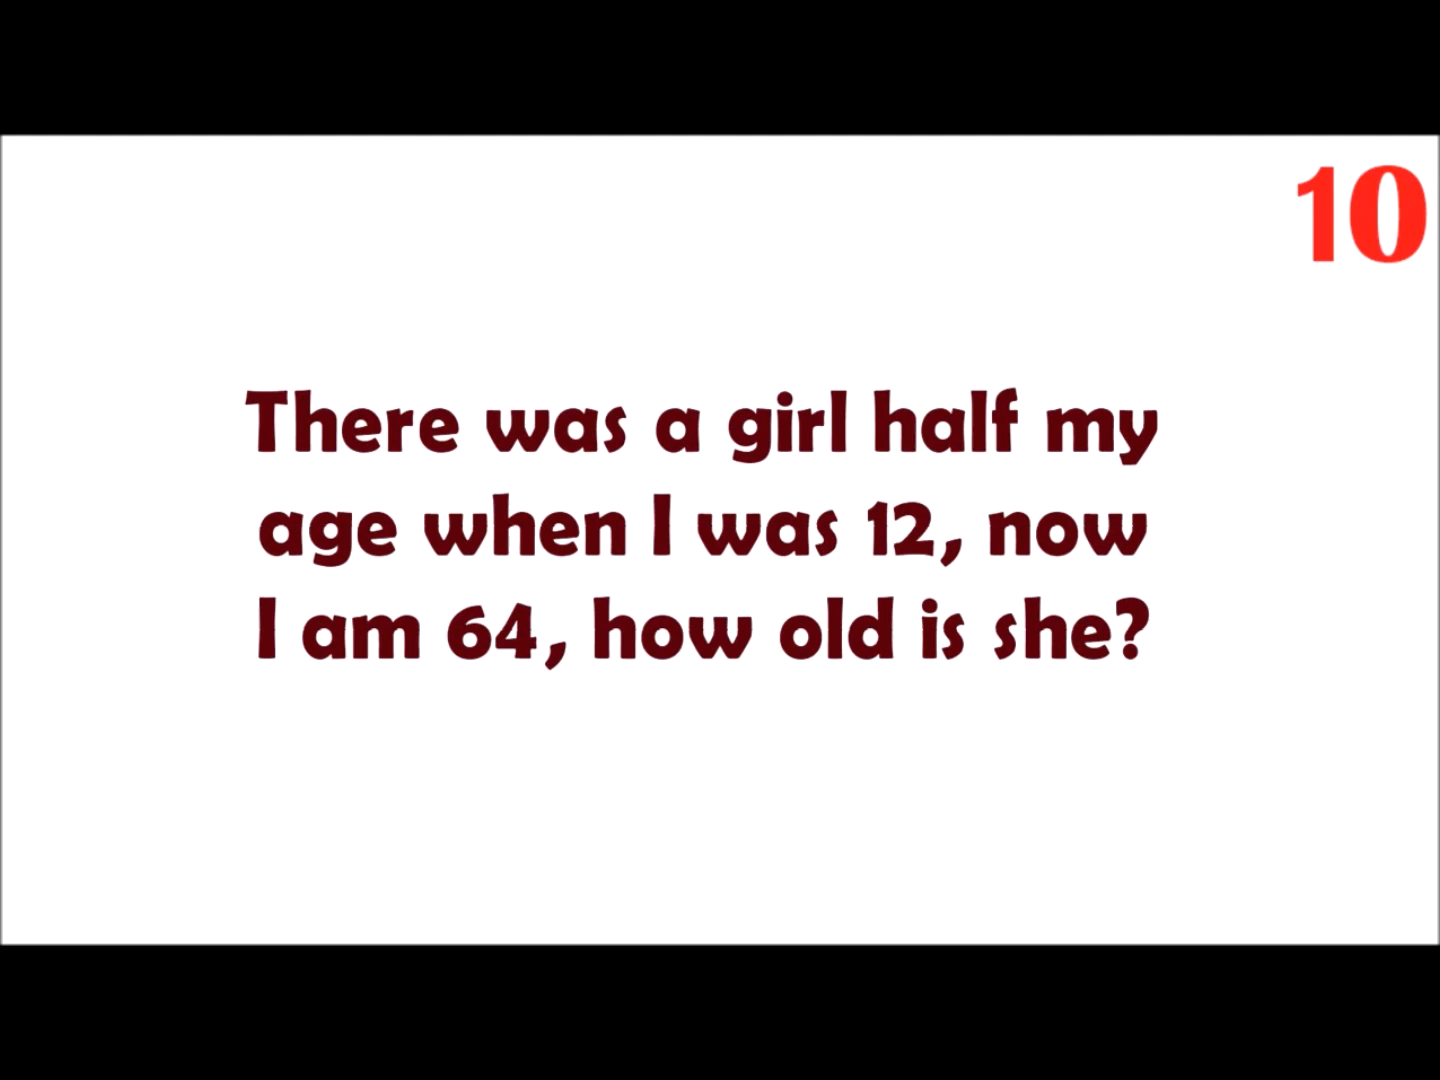 10
There was a girl half my
age when I was 12, now
I am 64, how old is she?